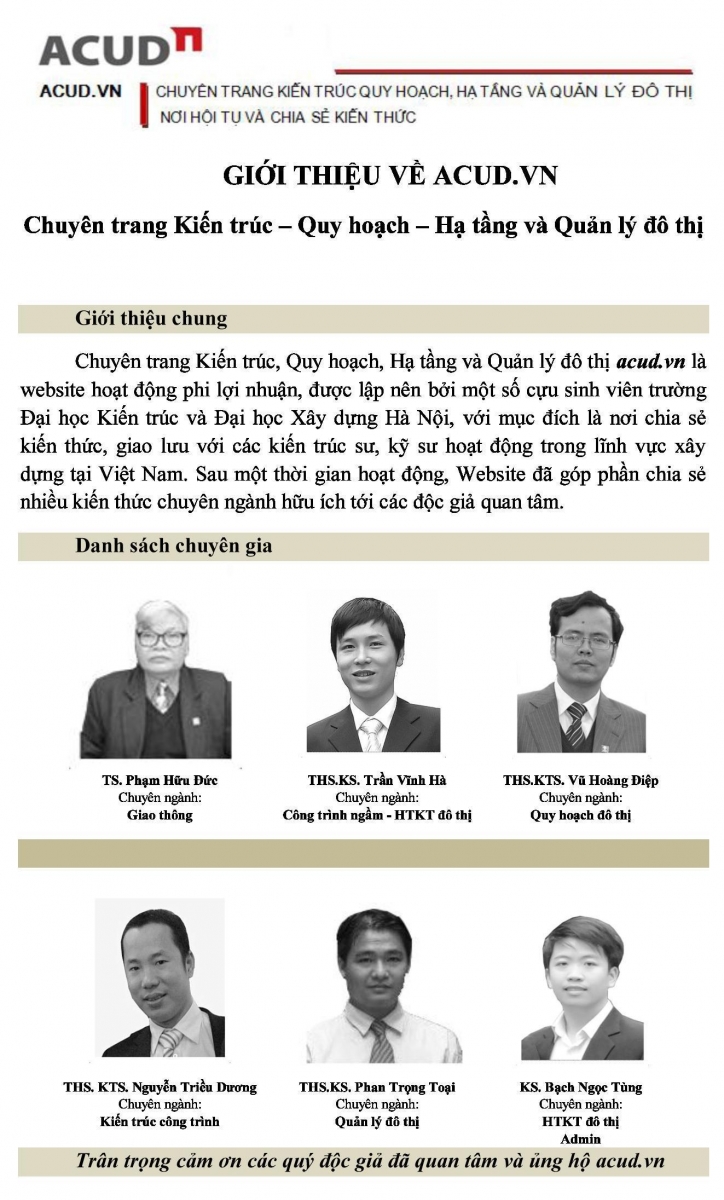 ACUD
ACUD.VN
CHUYÊN TRANG KIẾN TRÚC QUY HOẠCH, HẠ TẦNG VÀ QUẢN LÝ ĐÔ THỊ
NƠI HỘI TỤ VÀ CHIA SẺ KIẾN THỨC
GIỚI THIỆU VỀ ACUD.VN
Chuyên trang Kiến trúc – Quy hoạch – Hạ tầng và Quản lý đô thị
Giới thiệu chung
Chuyên trang Kiến trúc, Quy hoạch, Hạ tầng và Quản lý đô thị acud.vn là
website hoạt động phi lợi nhuận, được lập nên bởi một số cựu sinh viên trường
Đại học Kiến trúc và Đại học Xây dựng Hà Nội, với mục đích là nơi chia sẻ
kiến thức, giao lưu với các kiến trúc sư, kỹ sư hoạt động trong lĩnh vực xây
dựng tại Việt Nam. Sau một thời gian hoạt động, Website đã góp phần chia sẻ
nhiều kiến thức chuyên ngành hữu ích tới các độc giả quan tâm.
Danh sách chuyên gia
TS. Phạm Hữu Đức
Chuyên ngành:
Giao thông
THS.KS. Trần Vĩnh Hà
Chuyên ngành:
Công trình ngầm - HTKT đô thị
THS.KTS. Vũ Hoàng Điệp
Chuyên ngành:
Quy hoạch đô thị
THS. KTS. Nguyễn Triều Dương
Chuyên ngành:
Kiến trúc công trình
THS.KS. Phan Trọng Toại
Chuyên ngành:
Quản lý đô thị
KS. Bạch Ngọc Tùng
Chuyên ngành:
HTKT đô thị
Admin
Trân trọng cảm ơn các quý độc giả đã quan tâm và ủng hộ acud.vn